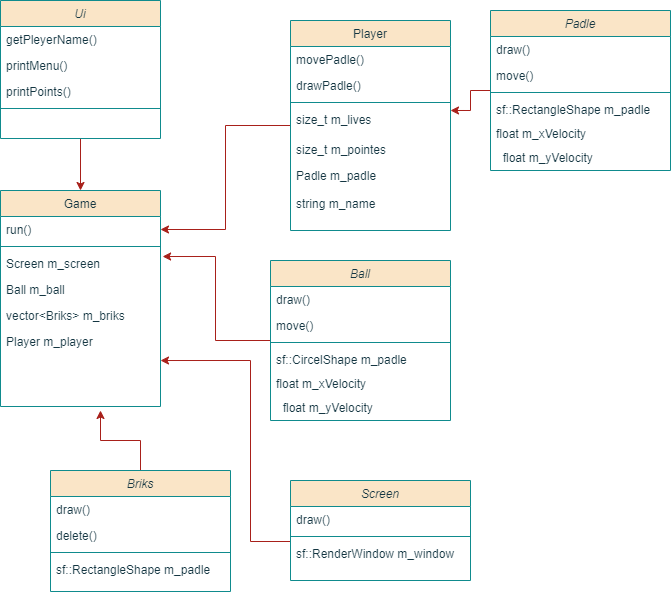 Ui
getPleyerName()
printMenu()
printPoints()
Player
movePadle()
drawPadle()
size_t m_lives
size_t m_pointes
Padle m_padle
string m_name
Padle
draw()
move()
sf::RectangleShape m_padle
float m_xVelocity
float m_yVelocity
Game
run()
Screen m_screen
Ball m_ball
vector<Briks> m_briks
Player m_player
Ball
draw()
move()
sf::CircelShape m_padle
float m_xVelocity
float m_yVelocity
Briks
draw()
delete()
sf::RectangleShape m_padle
Screen
draw()
sf::RenderWindow m_window